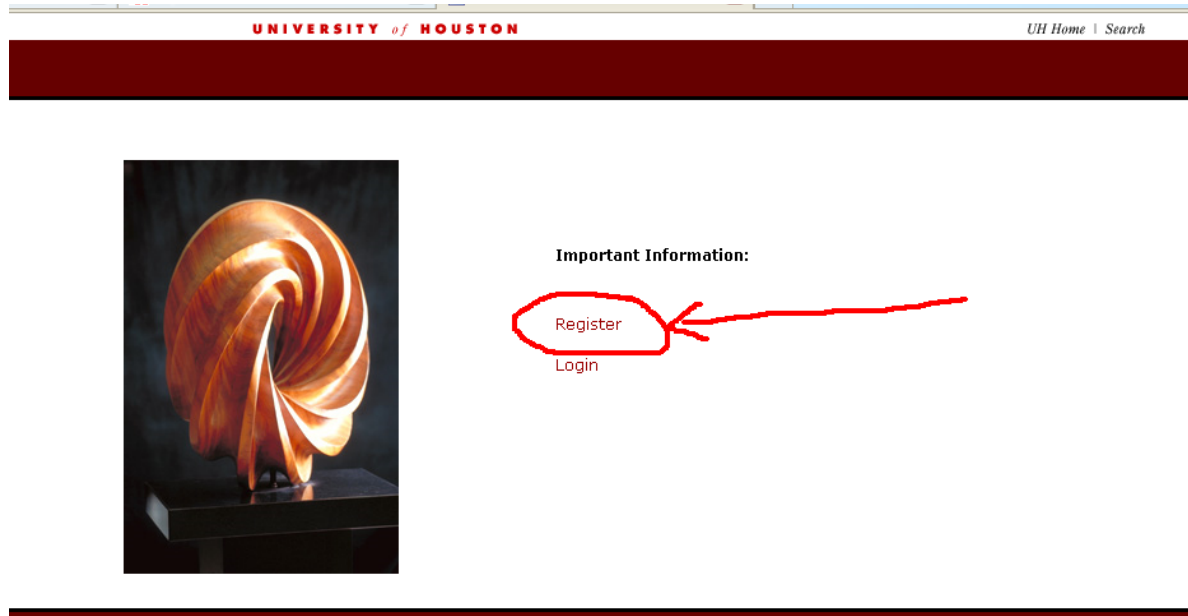 UNIVERSITY of HOUSTON
UH Home | Search
Important Information:
Register
Login